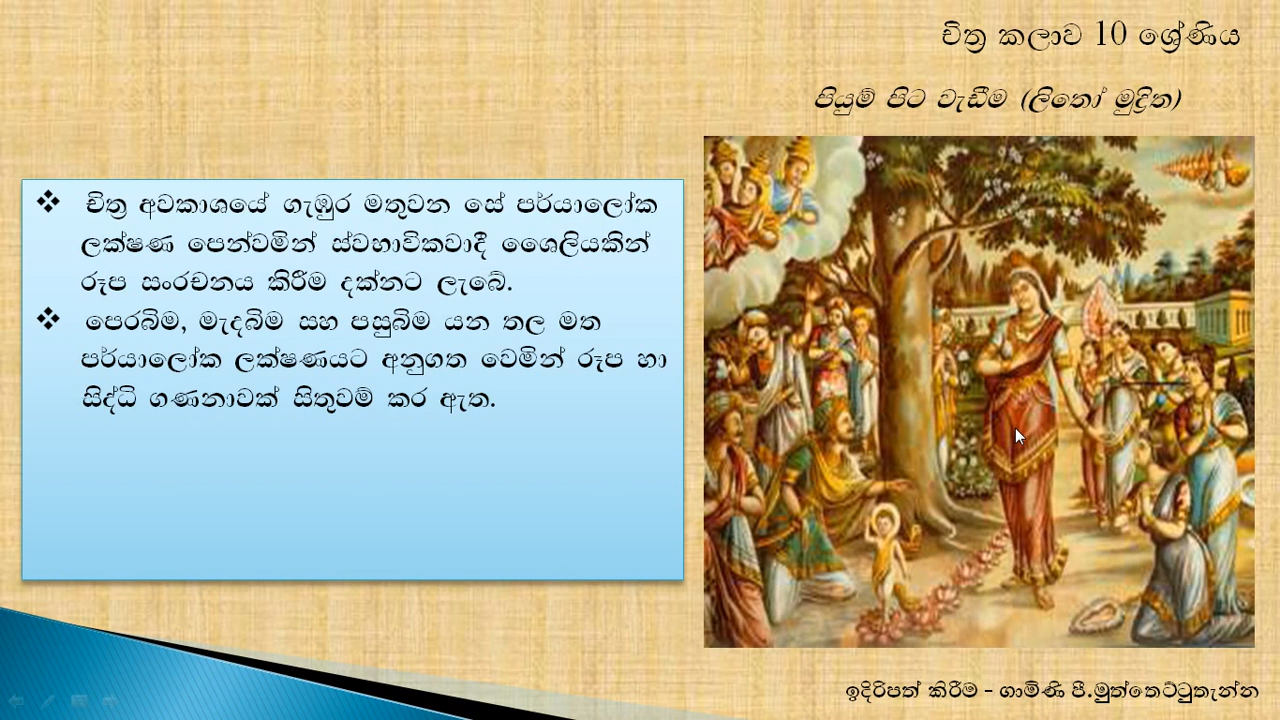 චිත්‍ර කලාව 10 ශ්‍රේණිය
පියුම් පිට වැඩීම (ලිතෝ මුද්‍රිත)
❖ චිත්‍ර අවකාශයේ ගැඹුර මතුවන සේ පර්යාලෝක
ලක්ෂණ පෙන්වමින් ස්වභාවිකවාදී ශෛලියකින්
රූප සංරචනය කිරීම දක්නට ලැබේ.
❖ පෙරබිම, මැදබිම සහ පසුබිම යන තල මත
පර්යාලෝක ලක්ෂණයට අනුගත වෙමින් රූප හා
සිද්ධි ගණනාවක් සිතුවම් කර ඇත.
ඉදිරිපත් කිරීම - ගාමිණි පී.මුත්තෙට්ටුතැන්න